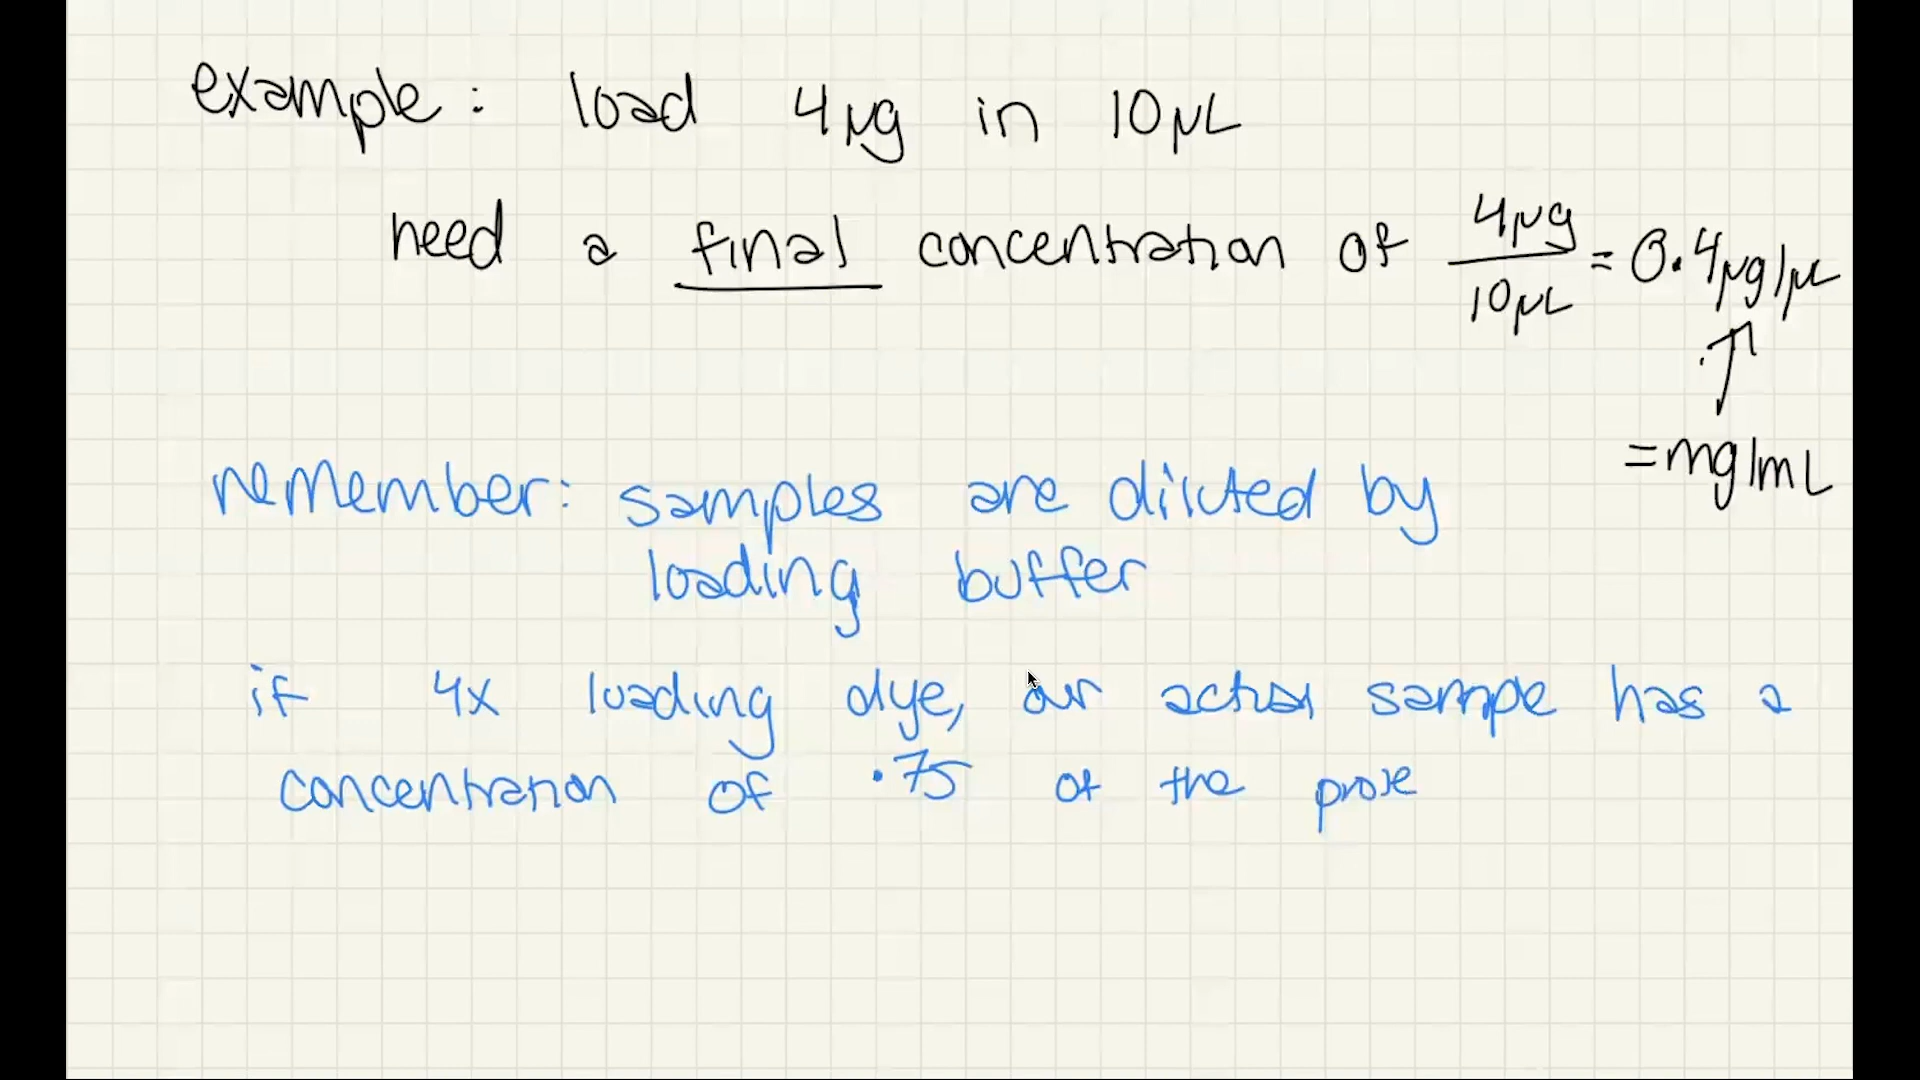 example: load 4μg in 10μL
need a final concentration of 4μg/10μL = 0.4μg/μL
= mg/mL
remember: samples are diluted by
loading buffer
if 4x loading dye, our actual sample has a
concentration of .75 of the